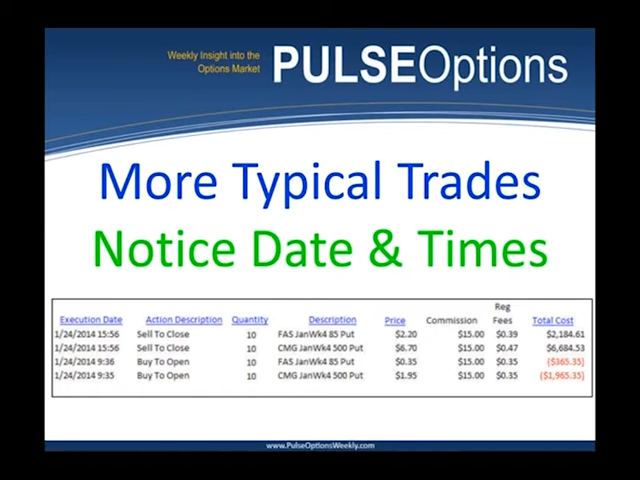 Weekly Insight into the
Options Market
PULSEOptions
More Typical Trades
Notice Date & Times
Execution Date Action Description Quantity Description Price Commission Reg Fees Total Cost
1/24/2014 15:56 Sell To Close 10 FAS JanWk4 85 Put $2.20 $15.00 $0.39 $2,184.61
1/24/2014 15:56 Sell To Close 10 CMG JanWk4 500 Put $6.70 $15.00 $0.47 $6,684.53
1/24/2014 9:36 Buy To Open 10 FAS JanWk4 85 Put $0.35 $15.00 $0.35 ($365.35)
1/24/2014 9:35 Buy To Open 10 CMG JanWk4 500 Put $1.95 $15.00 $0.35 ($1,965.35)
www.PulseOptionsWeekly.com